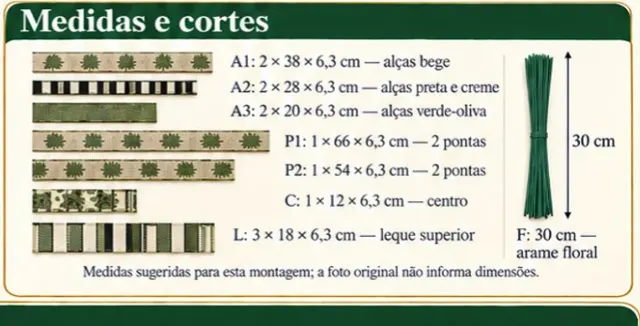 Medidas e cortes
A1: 2 × 38 × 6,3 cm — alças bege
A2: 2 × 28 × 6,3 cm — alças preta e creme
A3: 2 × 20 × 6,3 cm — alças verde-oliva
P1: 1 × 66 × 6,3 cm — 2 pontas
P2: 1 × 54 × 6,3 cm — 2 pontas
C: 1 × 12 × 6,3 cm — centro
L: 3 × 18 × 6,3 cm — leque superior
30 cm
F: 30 cm —
arame floral
Medidas sugeridas para esta montagem; a foto original não informa dimensões.